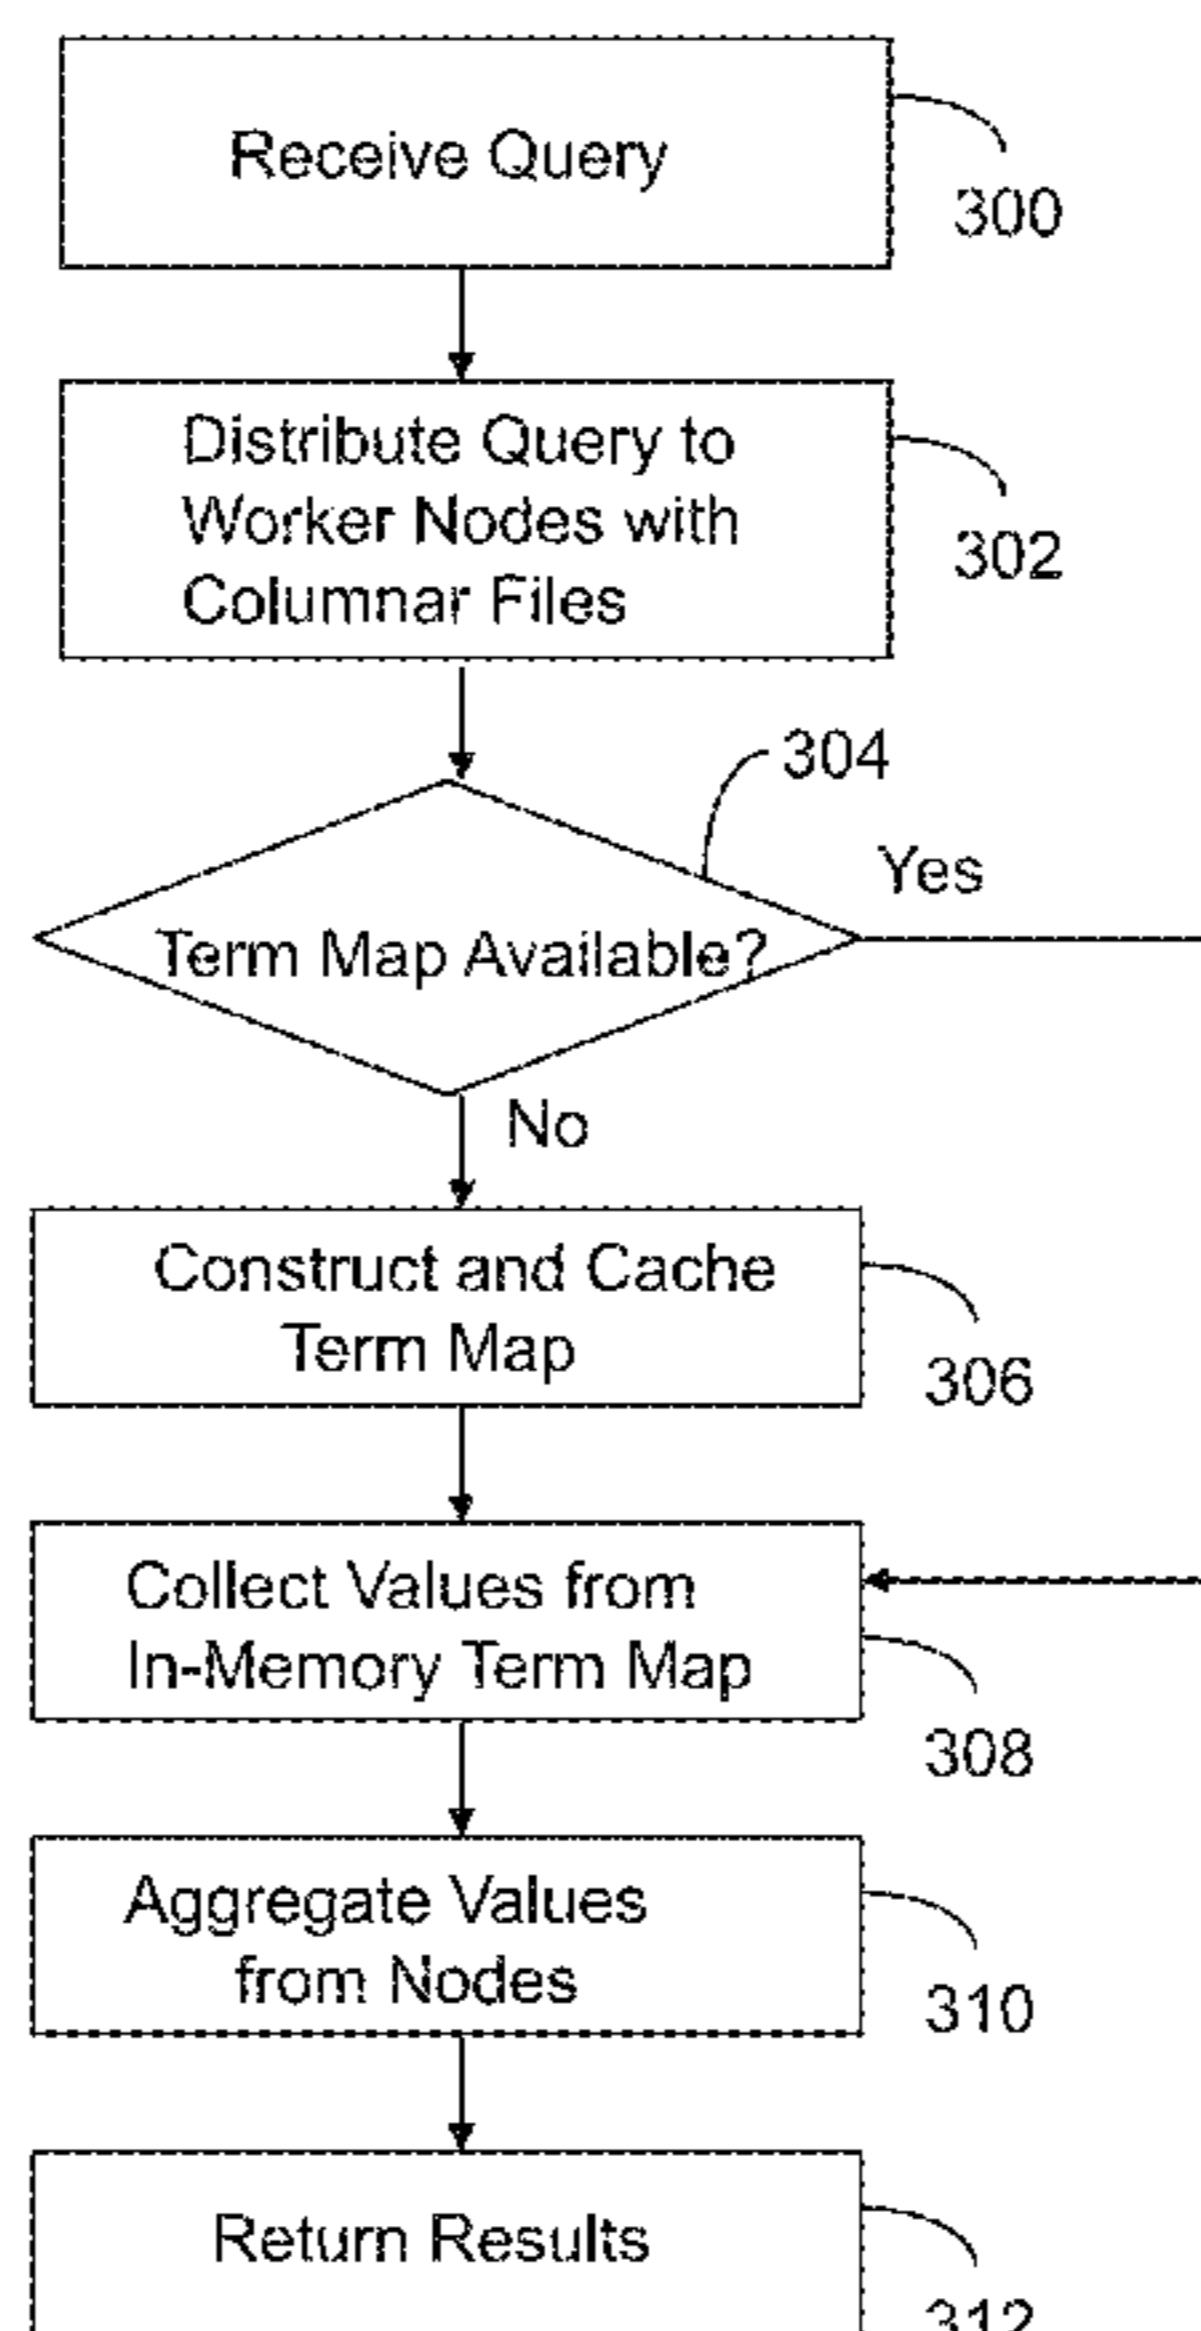 Receive Query
300
Distribute Query to
Worker Nodes with
Columnar Files
302
304
Yes
Term Map Available?
No
Construct and Cache
Term Map
306
Collect Values from
In-Memory Term Map
308
Aggregate Values
from Nodes
310
Return Results
312